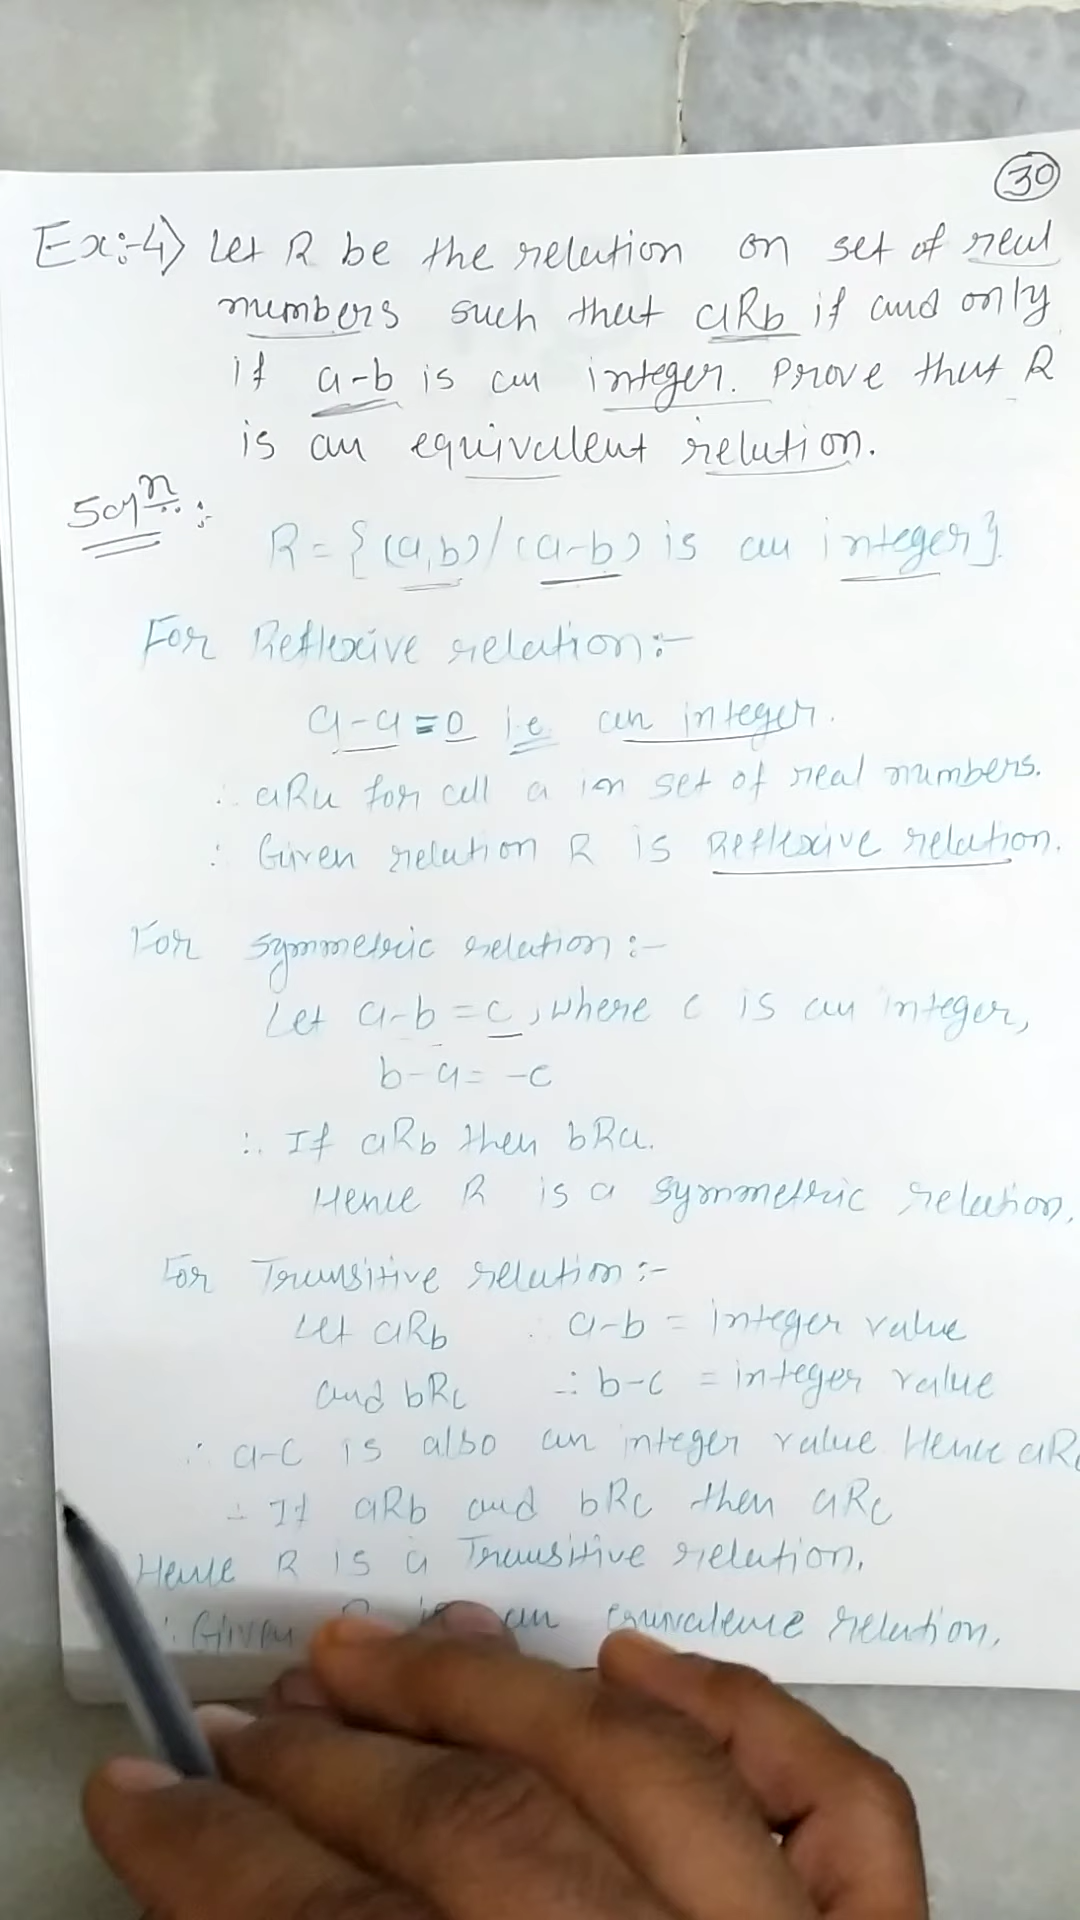 30
Ex:-4) Let R be the relation on set of real
numbers such that aRb if and only
if a-b is an integer. Prove that R
is an equivalent relation.
Solⁿ:
R = {(a,b)/(a-b) is an integer}.
For Reflexive relation:-
a-a=0 i.e. an integer.
∴ aRa for all a in set of real numbers.
∴ Given relation R is Reflexive relation.
For symmetric relation:-
Let a-b = c, where c is an integer,
b-a = -c
∴ If aRb then bRa.
Hence R is a symmetric relation.
For Transitive relation:-
Let aRb ∴ a-b = integer value
and bRc ∴ b-c = integer value
∴ a-c is also an integer value Hence aRc
∴ If aRb and bRc then aRc
Hence R is a Transitive relation.
∴ Given R is an equivalence relation.